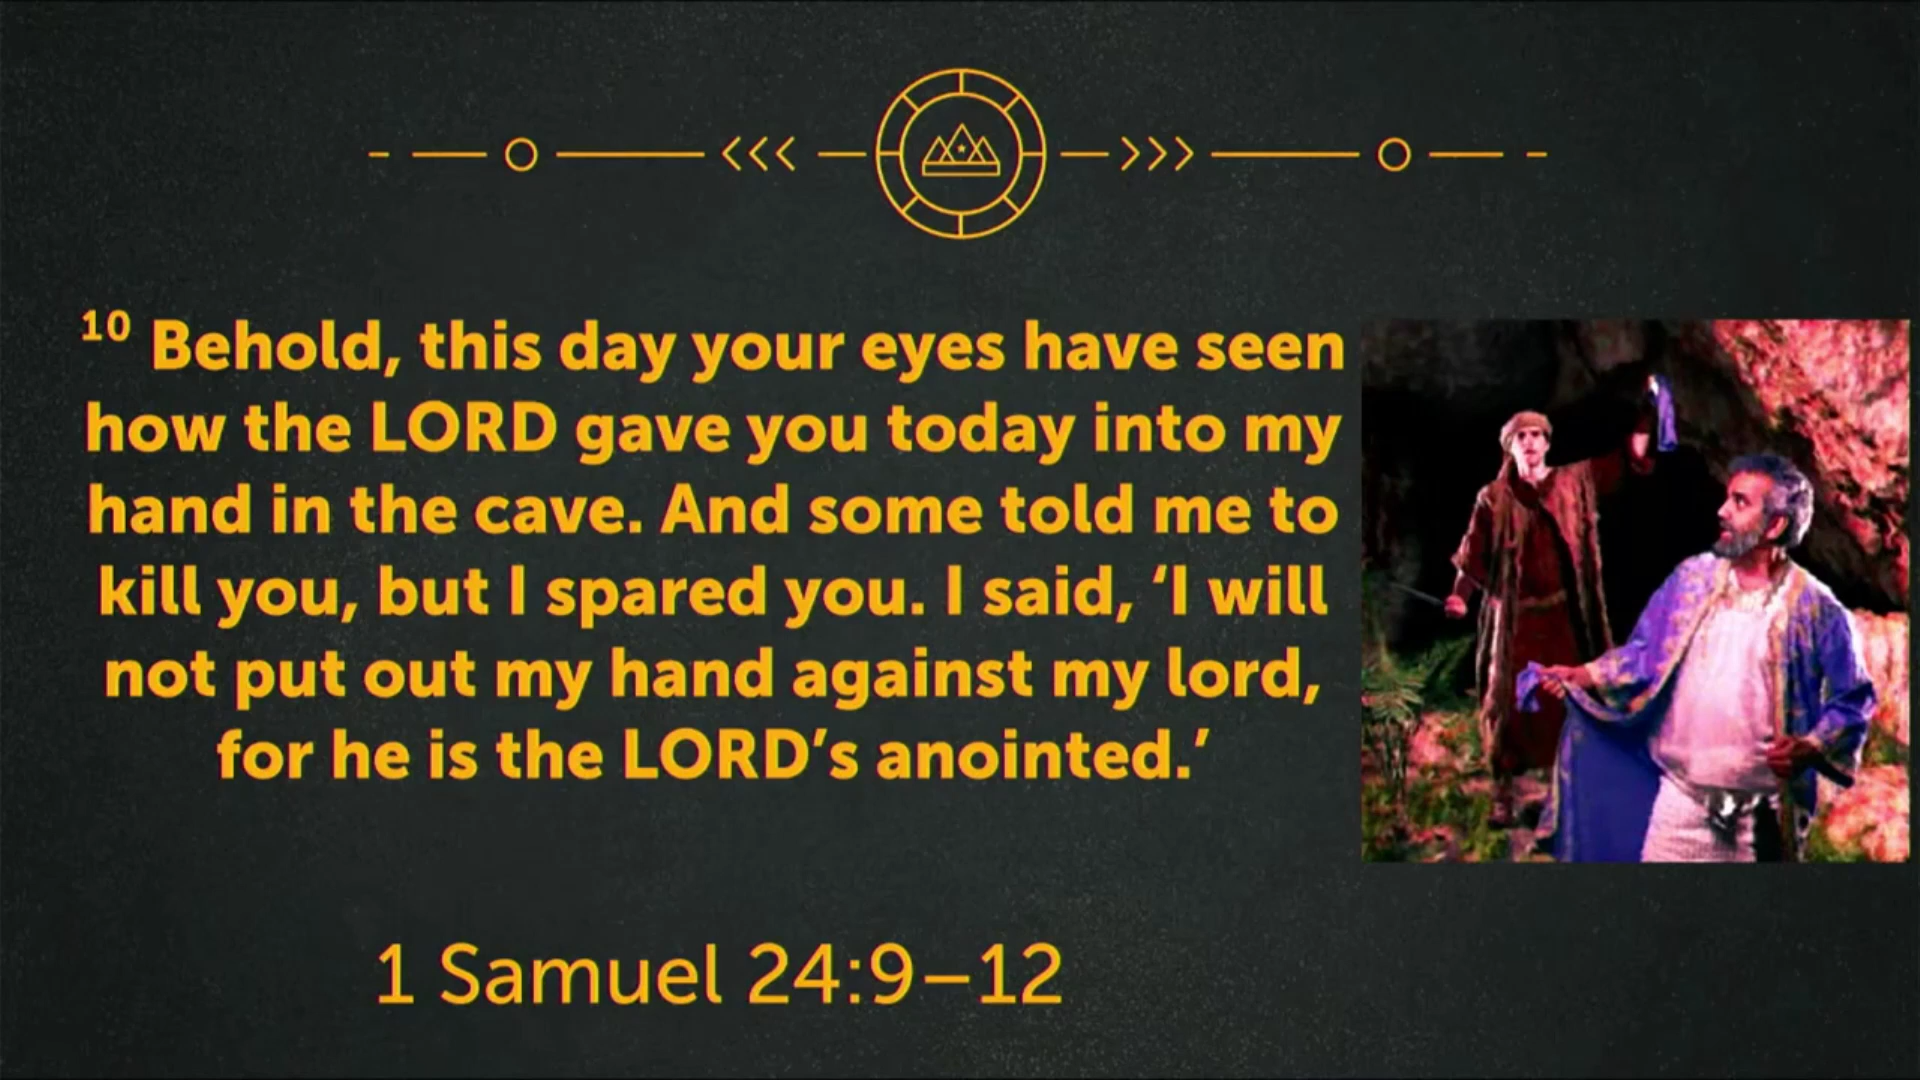 10 Behold, this day your eyes have seen
how the LORD gave you today into my
hand in the cave. And some told me to
kill you, but I spared you. I said, ‘I will
not put out my hand against my lord,
for he is the LORD’s anointed.’
1 Samuel 24:9–12